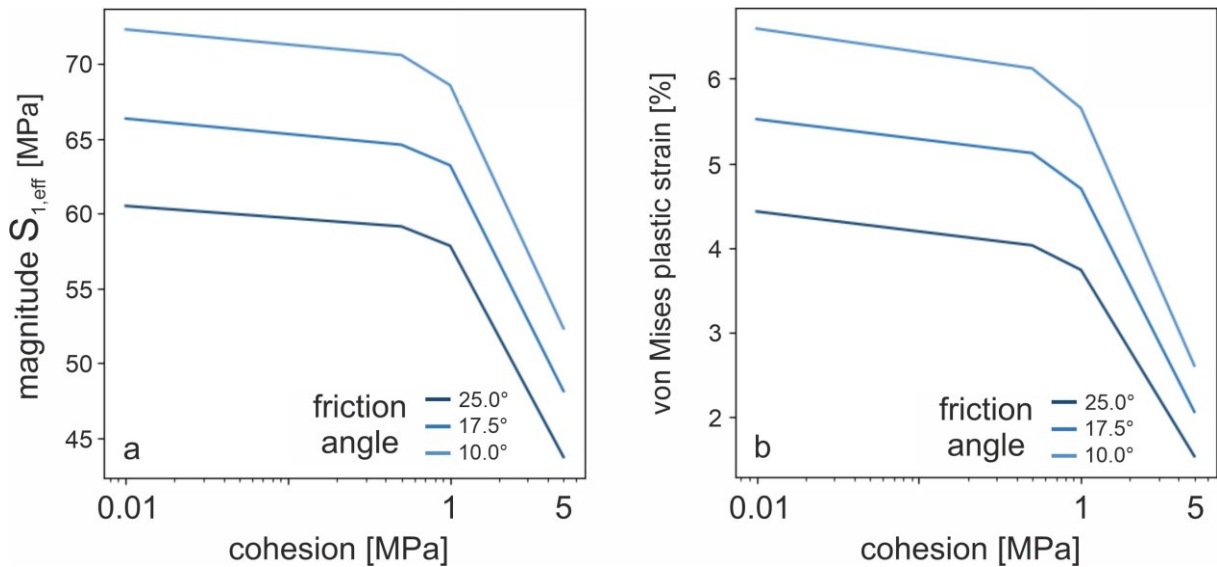 magnitude S1,eff [MPa]
70
65
60
55
50
45
a
friction
angle
25.0°
17.5°
10.0°
0.01
1
5
cohesion [MPa]
von Mises plastic strain [%]
6
5
4
3
2
b
friction
angle
25.0°
17.5°
10.0°
0.01
1
5
cohesion [MPa]